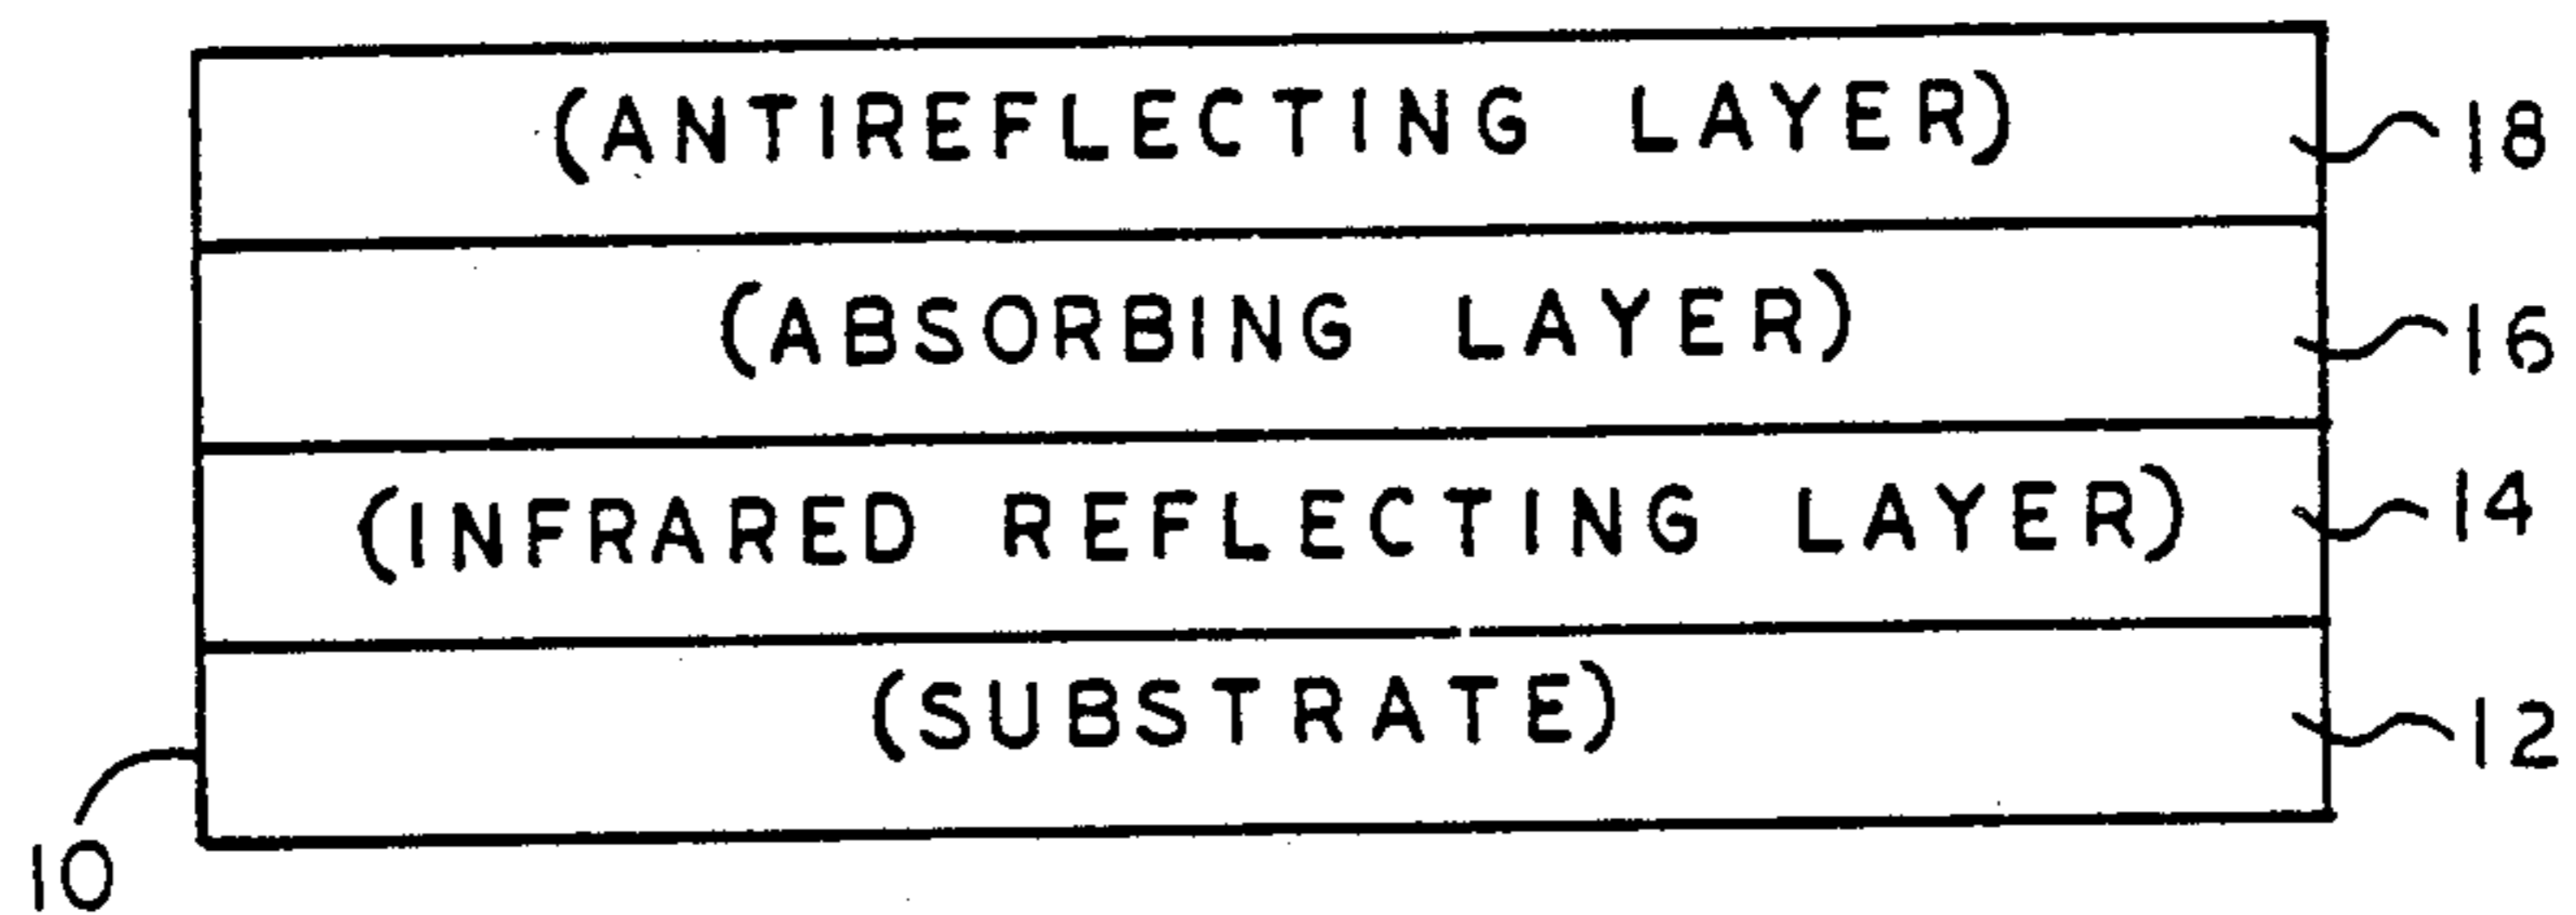 (ANTIREFLECTING LAYER) 18
(ABSORBING LAYER) 16
(INFRARED REFLECTING LAYER) 14
(SUBSTRATE) 12
10